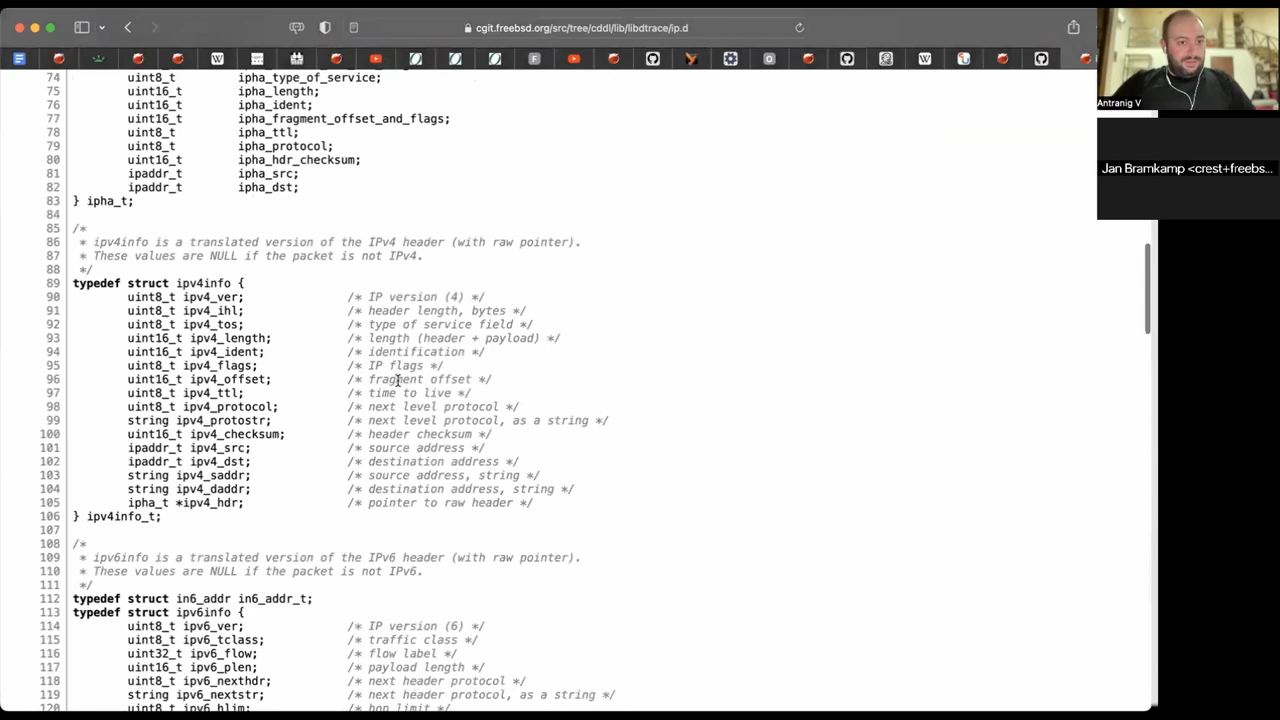 cgit.freebsd.org/src/tree/cddl/lib/libdtrace/ip.d
Antranig V
Jan Bramkamp <crest+freebs...
74 uint8_t ipha_type_of_service;
75 uint16_t ipha_length;
76 uint16_t ipha_ident;
77 uint16_t ipha_fragment_offset_and_flags;
78 uint8_t ipha_ttl;
79 uint8_t ipha_protocol;
80 uint16_t ipha_hdr_checksum;
81 ipaddr_t ipha_src;
82 ipaddr_t ipha_dst;
83 } ipha_t;
84
85 /*
86 * ipv4info is a translated version of the IPv4 header (with raw pointer).
87 * These values are NULL if the packet is not IPv4.
88 */
89 typedef struct ipv4info {
90 uint8_t ipv4_ver; /* IP version (4) */
91 uint8_t ipv4_ihl; /* header length, bytes */
92 uint8_t ipv4_tos; /* type of service field */
93 uint16_t ipv4_length; /* length (header + payload) */
94 uint16_t ipv4_ident; /* identification */
95 uint8_t ipv4_flags; /* IP flags */
96 uint16_t ipv4_offset; /* fragment offset */
97 uint8_t ipv4_ttl; /* time to live */
98 uint8_t ipv4_protocol; /* next level protocol */
99 string ipv4_protostr; /* next level protocol, as a string */
100 uint16_t ipv4_checksum; /* header checksum */
101 ipaddr_t ipv4_src; /* source address */
102 ipaddr_t ipv4_dst; /* destination address */
103 string ipv4_saddr; /* source address, string */
104 string ipv4_daddr; /* destination address, string */
105 ipha_t *ipv4_hdr; /* pointer to raw header */
106 } ipv4info_t;
107
108 /*
109 * ipv6info is a translated version of the IPv6 header (with raw pointer).
110 * These values are NULL if the packet is not IPv6.
111 */
112 typedef struct in6_addr in6_addr_t;
113 typedef struct ipv6info {
114 uint8_t ipv6_ver; /* IP version (6) */
115 uint8_t ipv6_tclass; /* traffic class */
116 uint32_t ipv6_flow; /* flow label */
117 uint16_t ipv6_plen; /* payload length */
118 uint8_t ipv6_nexthdr; /* next header protocol */
119 string ipv6_nextstr; /* next header protocol, as a string */
120 uint8_t ipv6_hlim; /* hop limit */